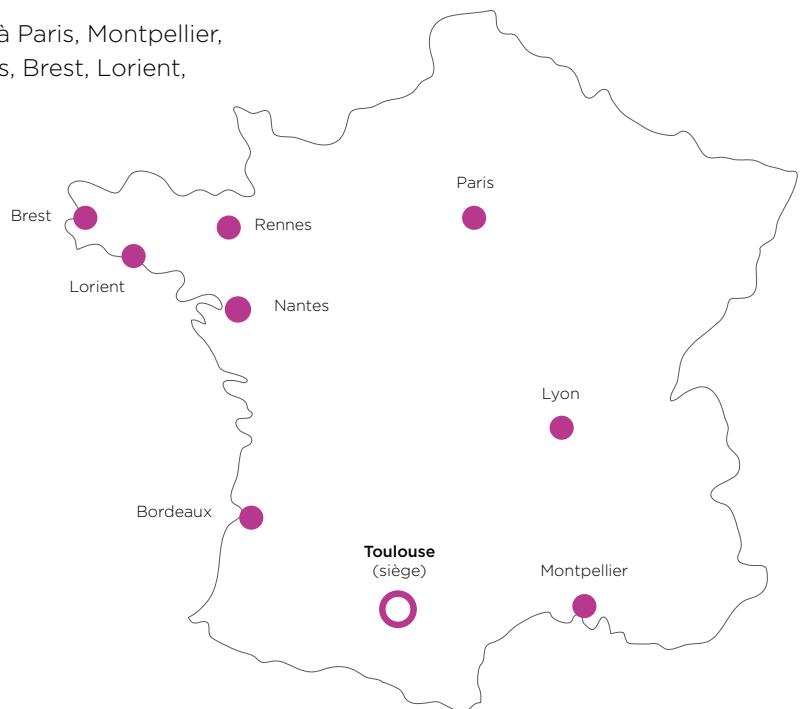 à Paris, Montpellier,
s, Brest, Lorient,
Paris
Brest
Rennes
Lorient
Nantes
Lyon
Bordeaux
Toulouse
(siège)
Montpellier